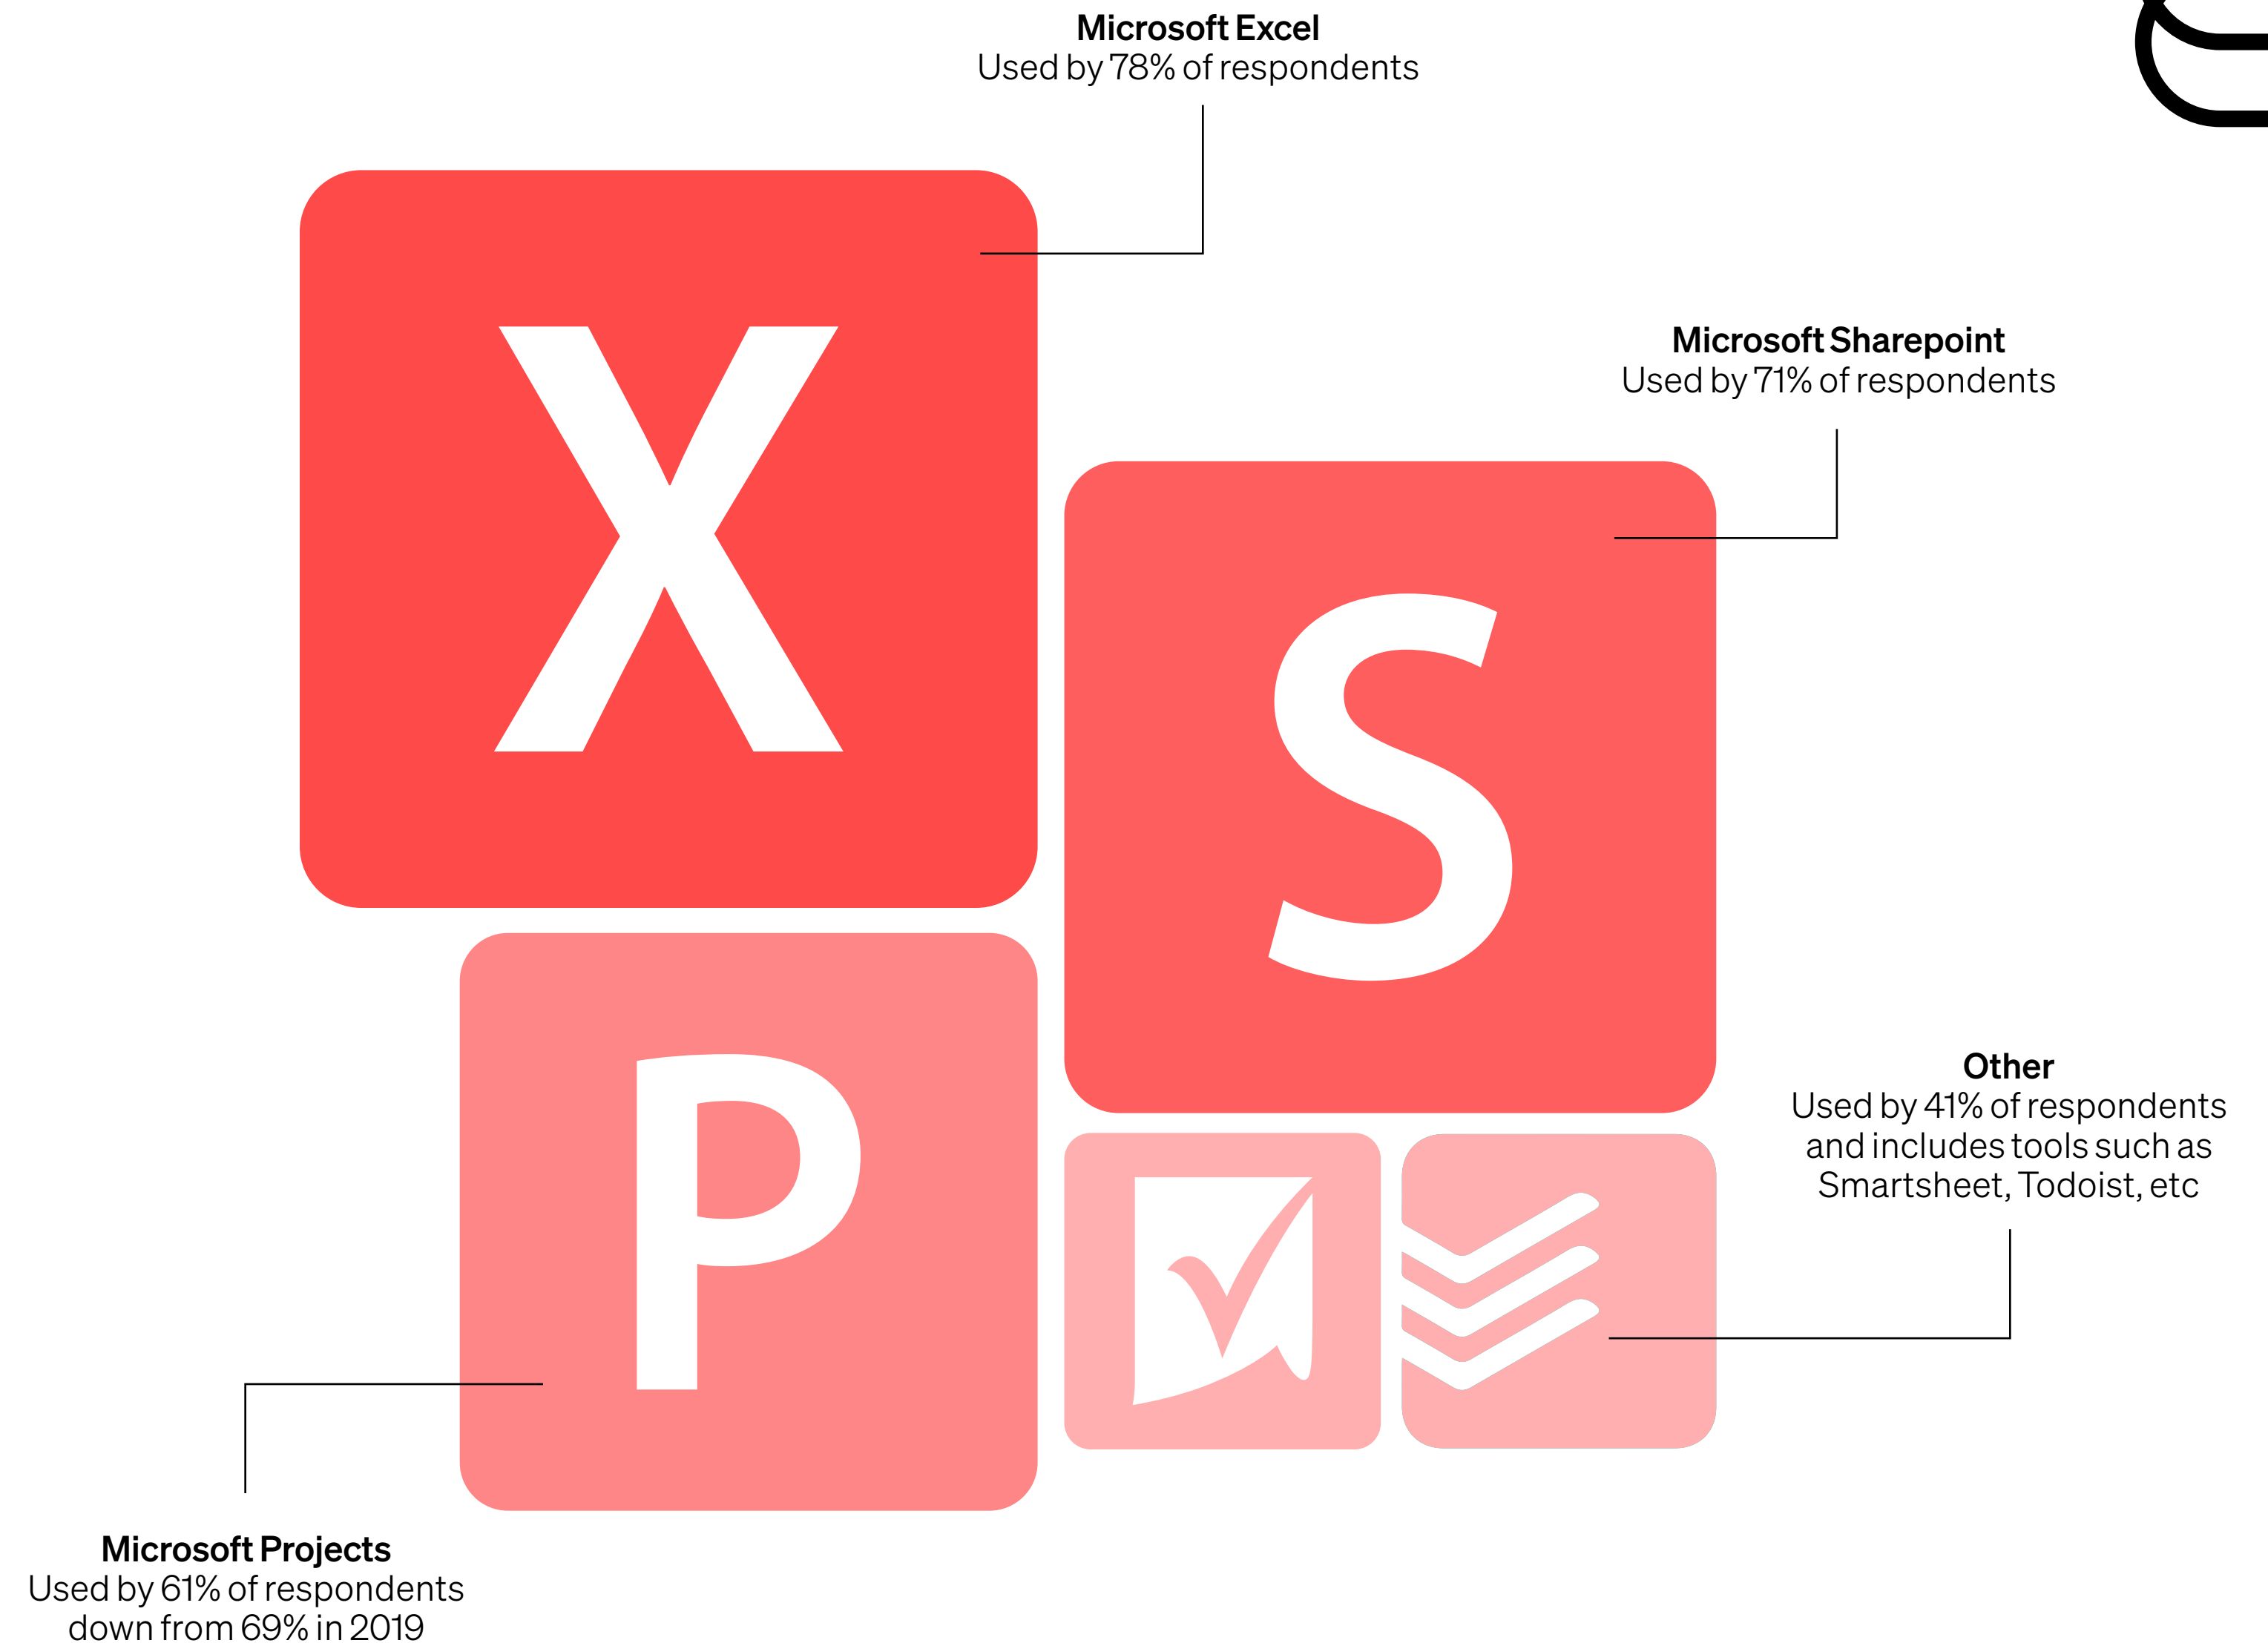 Microsoft Excel
Used by 78% of respondents
Microsoft Sharepoint
Used by 71% of respondents
X
S
P
Other
Used by 41% of respondents
and includes tools such as
Smartsheet, Todoist, etc
Microsoft Projects
Used by 61% of respondents
down from 69% in 2019